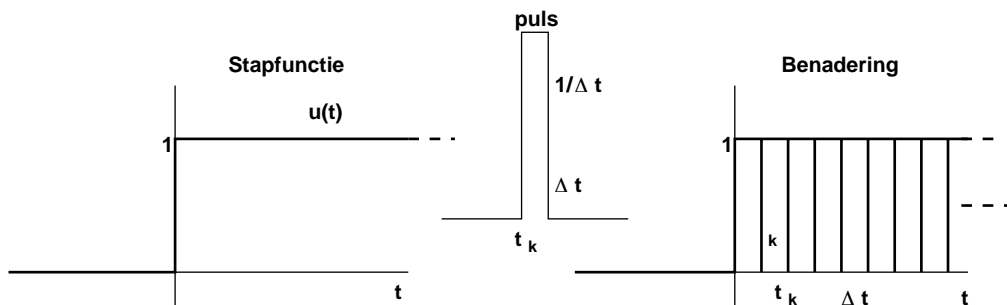 Stapfunctie
u(t)
1
t
puls
1/Δ t
Δ t
t k
Benadering
1
k
t k
Δ t
t